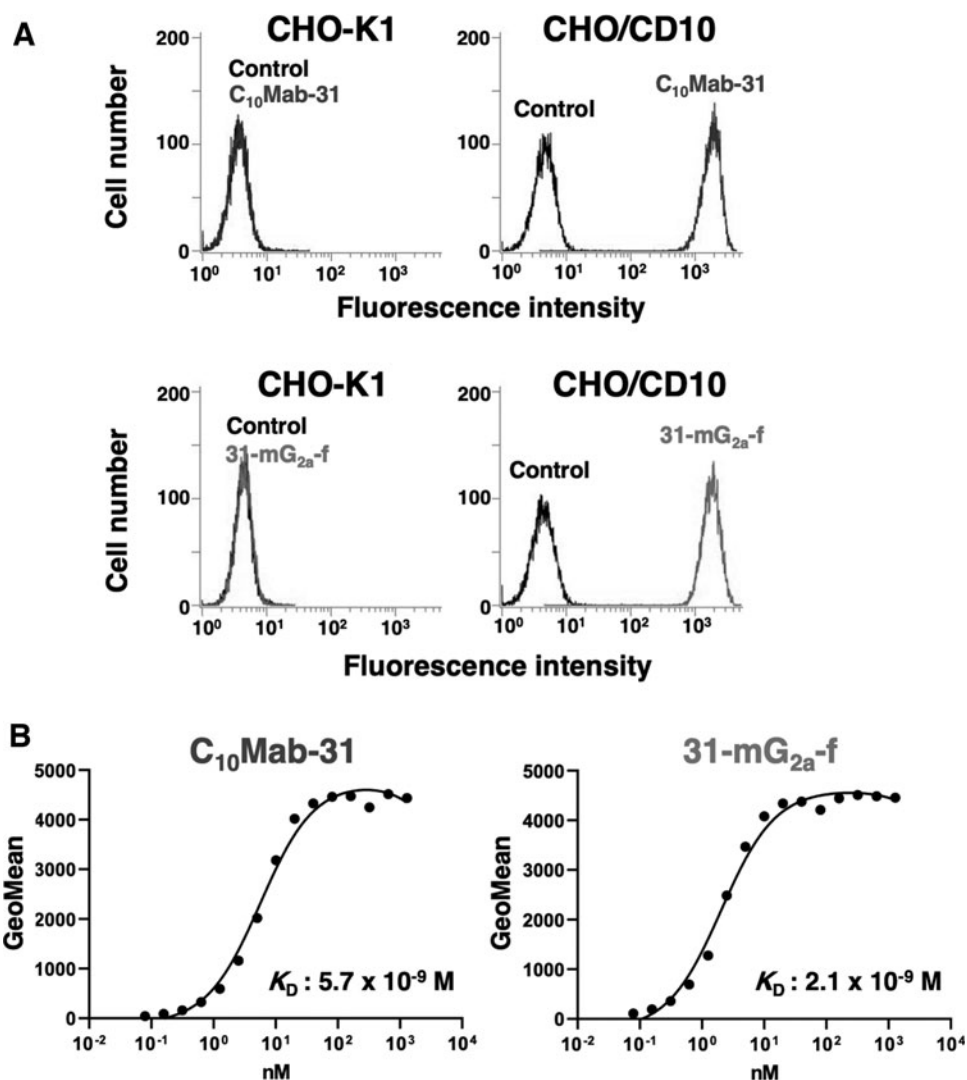 A
CHO-K1 CHO/CD10
200 200
Control
C₁₀Mab-31
C₁₀Mab-31
Control
Cell number
100 100
0 0
10⁰ 10¹ 10² 10³ 10⁰ 10¹ 10² 10³
Fluorescence intensity
CHO-K1 CHO/CD10
200 200
Control
31-mG₂ₐ-f
31-mG₂ₐ-f
Control
Cell number
100 100
0 0
10⁰ 10¹ 10² 10³ 10⁰ 10¹ 10² 10³
Fluorescence intensity
B
C₁₀Mab-31
GeoMean
5000
4000
3000
2000
1000
0
K_D : 5.7 x 10⁻⁹ M
10⁻² 10⁻¹ 10⁰ 10¹ 10² 10³ 10⁴
nM
31-mG₂ₐ-f
GeoMean
5000
4000
3000
2000
1000
0
K_D : 2.1 x 10⁻⁹ M
10⁻² 10⁻¹ 10⁰ 10¹ 10² 10³ 10⁴
nM